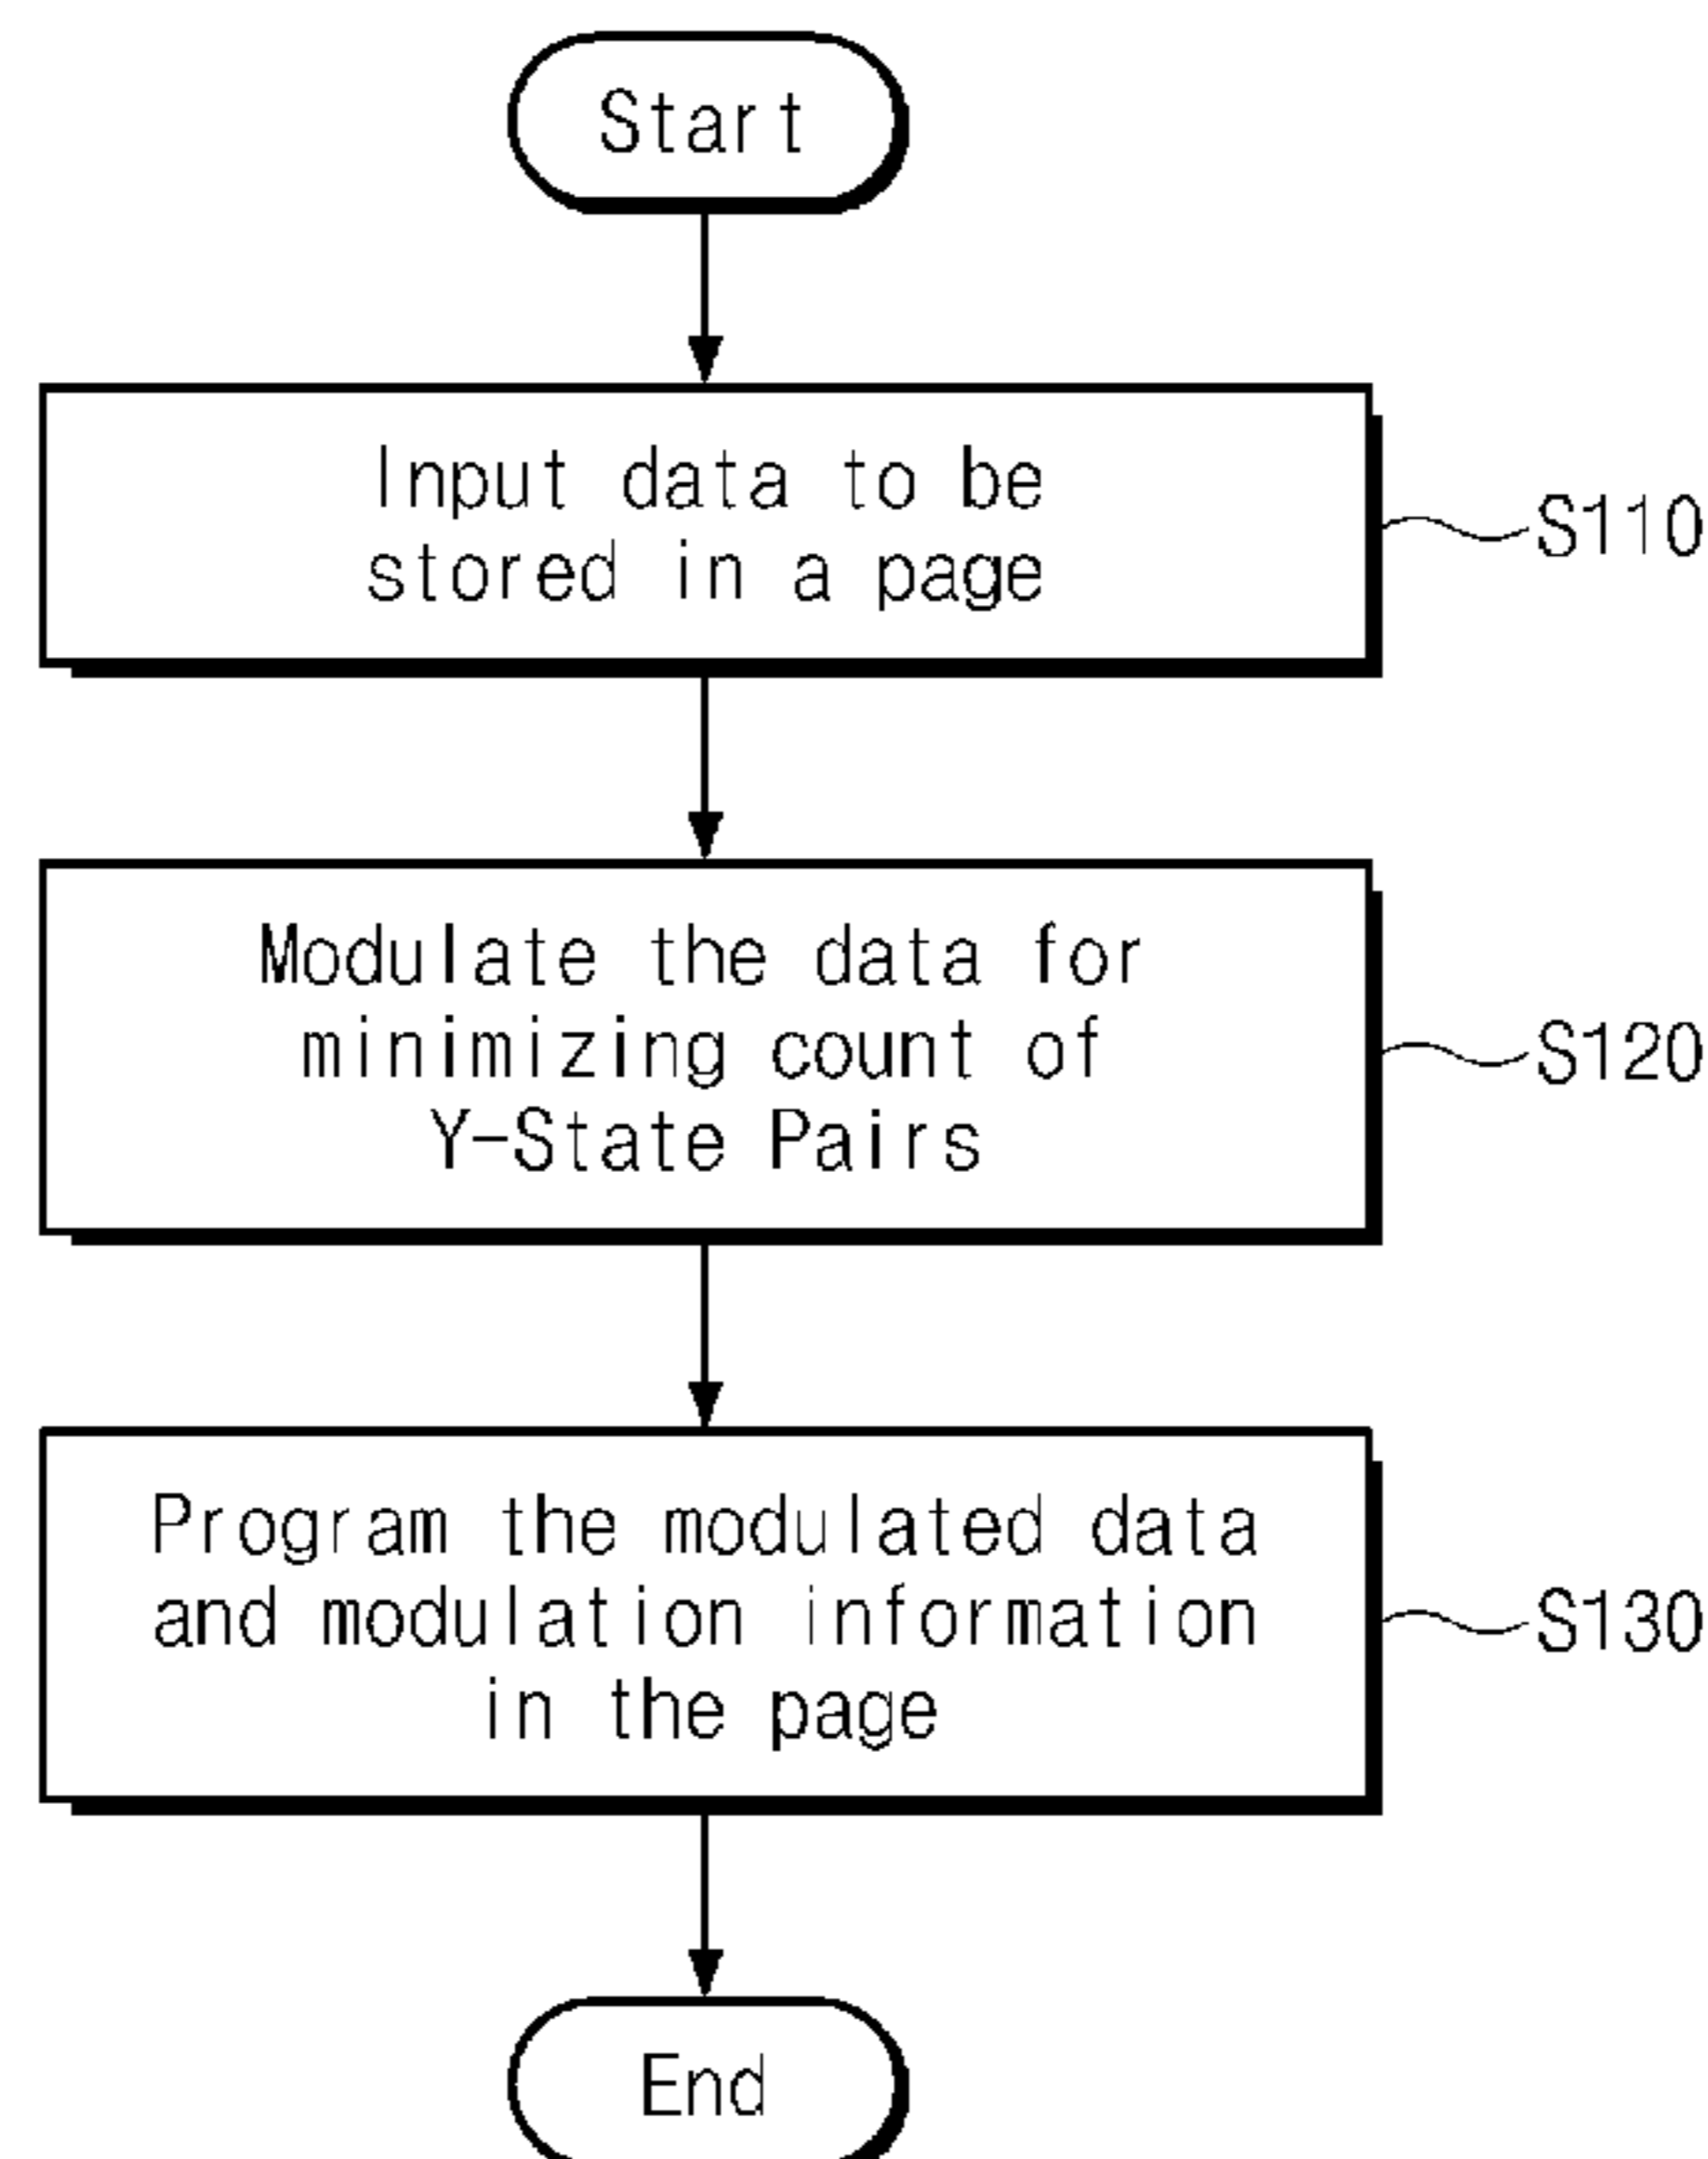 Start
Input data to be
stored in a page
S110
Modulate the data for
minimizing count of
Y-State Pairs
S120
Program the modulated data
and modulation information
in the page
S130
End